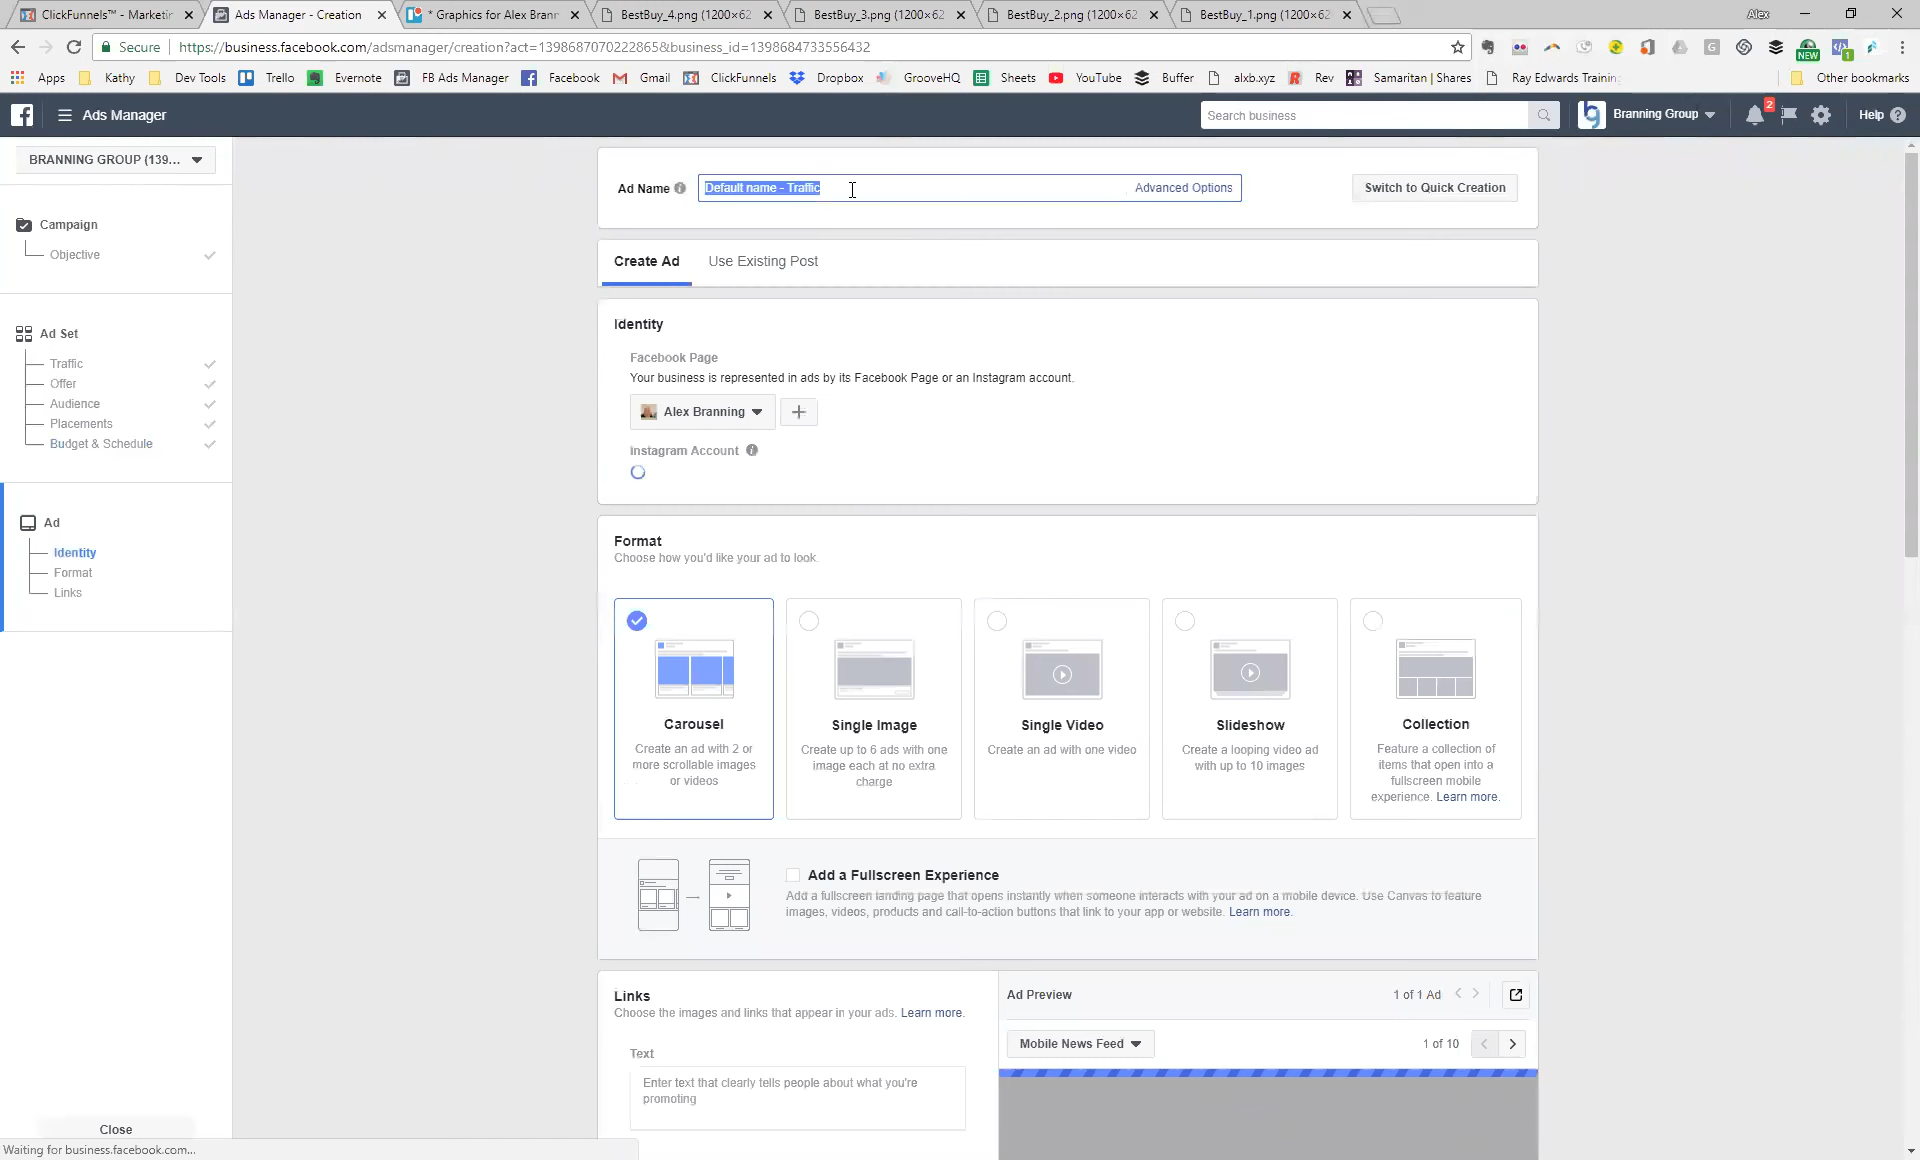 ClickFunnels™ - Marketin
Ads Manager - Creation
* Graphics for Alex Brann
BestBuy_4.png (1200×62
BestBuy_3.png (1200×62
BestBuy_2.png (1200×62
BestBuy_1.png (1200×62
Alex
Secure
https://business.facebook.com/adsmanager/creation?act=1398687070222865&business_id=1398684733556432
NEW
1
Apps
Kathy
Dev Tools
Trello
Evernote
FB Ads Manager
Facebook
Gmail
ClickFunnels
Dropbox
GrooveHQ
Sheets
YouTube
Buffer
alxb.xyz
Rev
Samaritan | Shares
Ray Edwards Trainin
Other bookmarks
Ads Manager
Search business
Branning Group
2
Help
BRANNING GROUP (139...
Campaign
Objective
Ad Set
Traffic
Offer
Audience
Placements
Budget & Schedule
Ad
Identity
Format
Links
Close
Waiting for business.facebook.com...
Ad Name
Default name - Traffic
Advanced Options
Switch to Quick Creation
Create Ad
Use Existing Post
Identity
Facebook Page
Your business is represented in ads by its Facebook Page or an Instagram account.
Alex Branning
Instagram Account
Format
Choose how you'd like your ad to look.
Carousel
Create an ad with 2 or
more scrollable images
or videos
Single Image
Create up to 6 ads with one
image each at no extra
charge
Single Video
Create an ad with one video
Slideshow
Create a looping video ad
with up to 10 images
Collection
Feature a collection of
items that open into a
fullscreen mobile
experience. Learn more.
Add a Fullscreen Experience
Add a fullscreen landing page that opens instantly when someone interacts with your ad on a mobile device. Use Canvas to feature
images, videos, products and call-to-action buttons that link to your app or website. Learn more.
Links
Choose the images and links that appear in your ads. Learn more.
Text
Enter text that clearly tells people about what you're
promoting
Ad Preview
1 of 1 Ad
Mobile News Feed
1 of 10